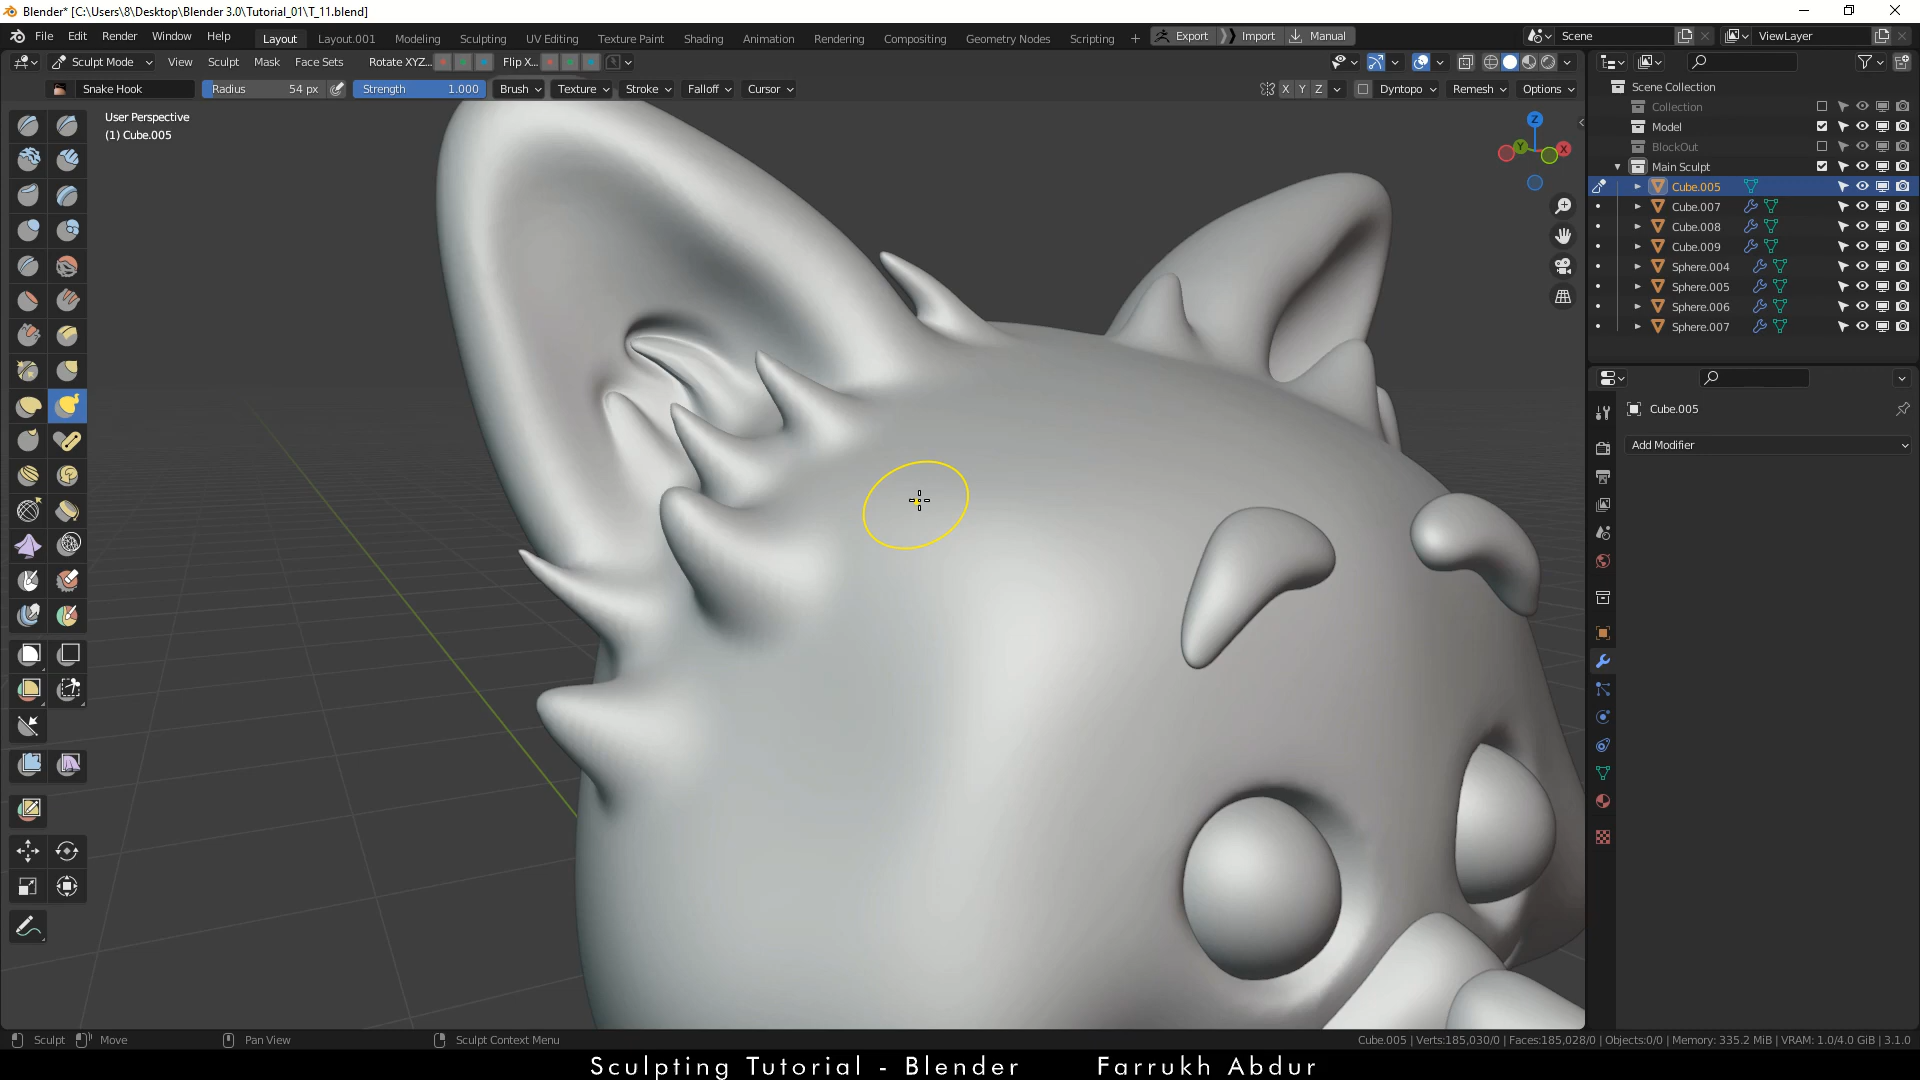 Blender* [C:\Users\8\Desktop\Blender 3.0\Tutorial_01\T_11.blend]
File Edit Render Window Help Layout Layout.001 Modeling Sculpting UV Editing Texture Paint Shading Animation Rendering Compositing Geometry Nodes Scripting + Export Import Manual Scene ViewLayer
Sculpt Mode View Sculpt Mask Face Sets Rotate XYZ... Flip X...
Snake Hook Radius 54 px Strength 1.000 Brush Texture Stroke Falloff Cursor X Y Z Dyntopo Remesh Options
User Perspective
(1) Cube.005
Z
Y
X
Scene Collection
Collection
Model
BlockOut
Main Sculpt
Cube.005
Cube.007
Cube.008
Cube.009
Sphere.004
Sphere.005
Sphere.006
Sphere.007
Cube.005
Add Modifier
Sculpt Move Pan View Sculpt Context Menu Cube.005 | Verts:185,030/0 | Faces:185,028/0 | Objects:0/0 | Memory: 335.2 MiB | VRAM: 1.0/4.0 GiB | 3.1.0
Sculpting Tutorial - Blender Farrukh Abdur